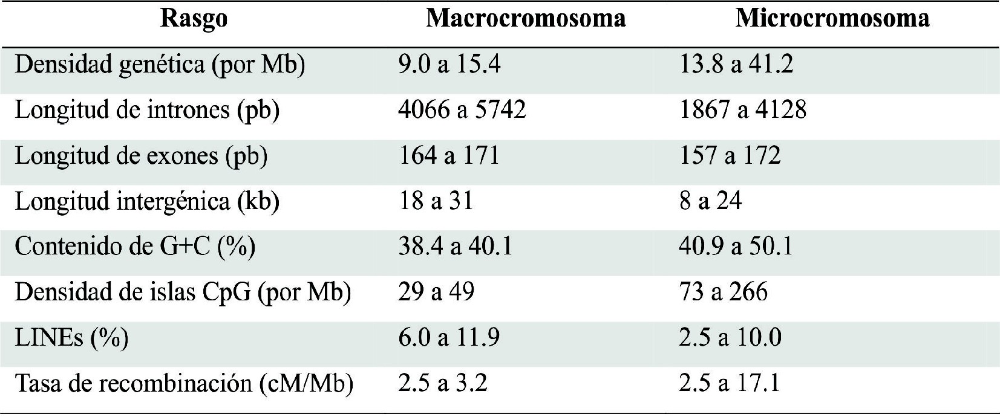 Rasgo Macrocromosoma Microcromosoma
Densidad genética (por Mb) 9.0 a 15.4 13.8 a 41.2
Longitud de intrones (pb) 4066 a 5742 1867 a 4128
Longitud de exones (pb) 164 a 171 157 a 172
Longitud intergénica (kb) 18 a 31 8 a 24
Contenido de G+C (%) 38.4 a 40.1 40.9 a 50.1
Densidad de islas CpG (por Mb) 29 a 49 73 a 266
LINEs (%) 6.0 a 11.9 2.5 a 10.0
Tasa de recombinación (cM/Mb) 2.5 a 3.2 2.5 a 17.1